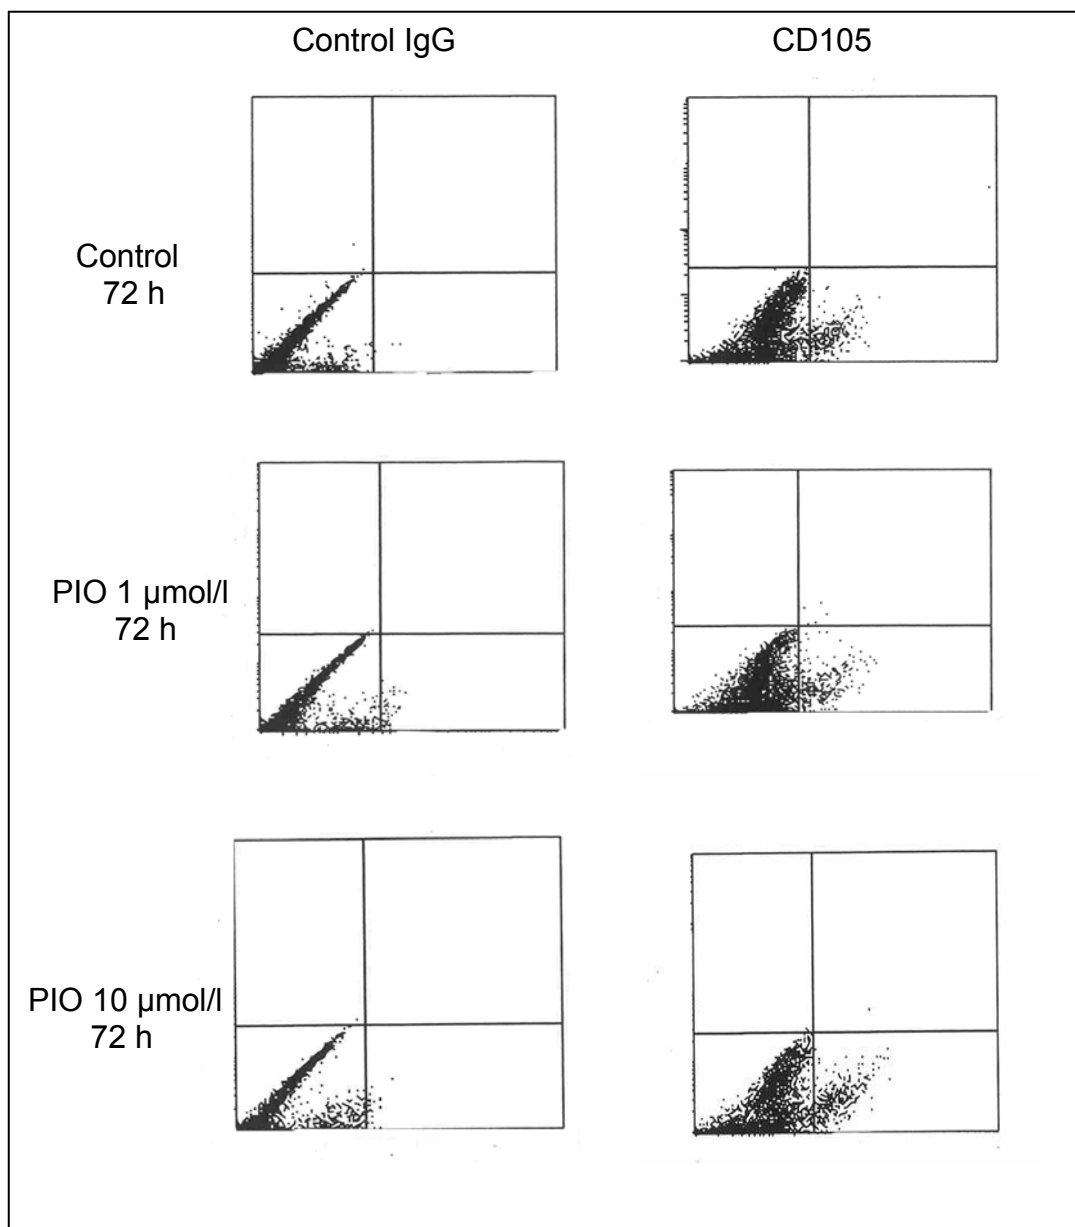 Control IgG
CD105
Control
72 h
PIO 1 µmol/l
72 h
PIO 10 µmol/l
72 h